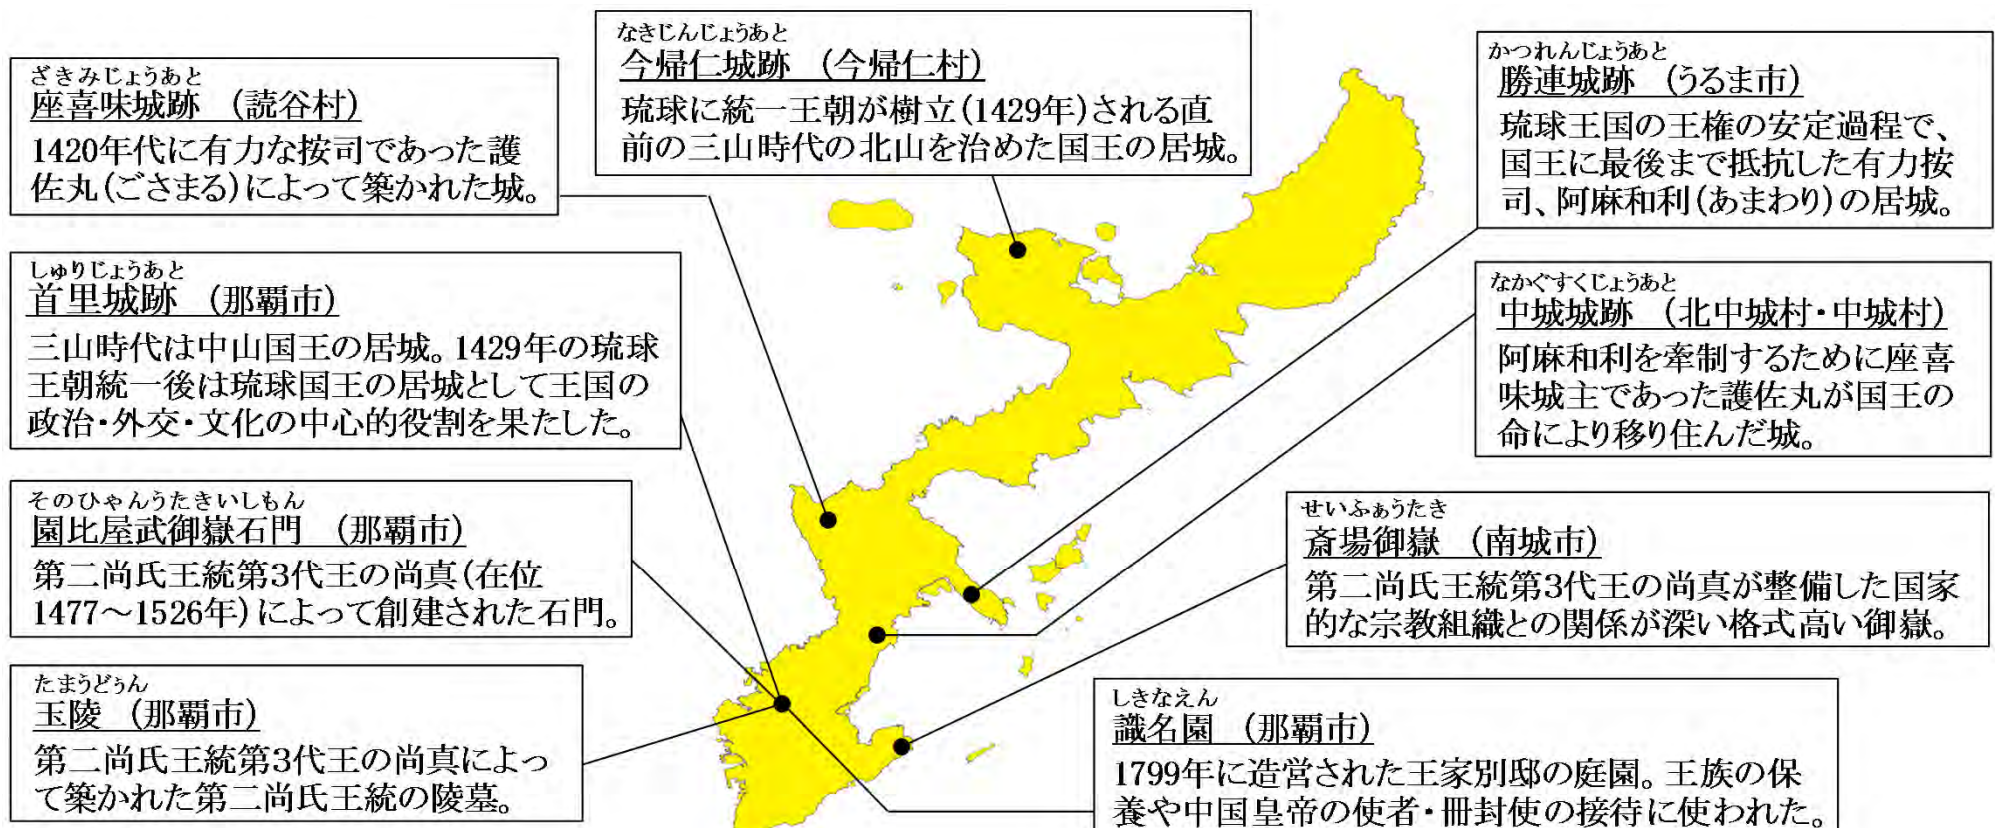 ざきみじょうあと
座喜味城跡 （読谷村）
1420年代に有力な按司であった護
佐丸（ごさまる）によって築かれた城。
なきじんじょうあと
今帰仁城跡 （今帰仁村）
琉球に統一王朝が樹立（1429年）される直
前の三山時代の北山を治めた国王の居城。
かつれんじょうあと
勝連城跡 （うるま市）
琉球王国の王権の安定過程で、
国王に最後まで抵抗した有力按
司、阿麻和利（あまわり）の居城。
しゅりじょうあと
首里城跡 （那覇市）
三山時代は中山国王の居城。1429年の琉球
王朝統一後は琉球国王の居城として王国の
政治・外交・文化の中心的役割を果たした。
なかぐすくじょうあと
中城城跡 （北中城村・中城村）
阿麻和利を牽制するために座喜
味城主であった護佐丸が国王の
命により移り住んだ城。
そのひゃんうたきいしもん
園比屋武御嶽石門 （那覇市）
第二尚氏王統第3代王の尚真（在位
1477～1526年）によって創建された石門。
せいふぁうたき
斎場御嶽 （南城市）
第二尚氏王統第3代王の尚真が整備した国家
的な宗教組織との関係が深い格式高い御嶽。
たまうどぅん
玉陵 （那覇市）
第二尚氏王統第3代王の尚真によっ
て築かれた第二尚氏王統の陵墓。
しきなえん
識名園 （那覇市）
1799年に造営された王家別邸の庭園。王族の保
養や中国皇帝の使者・冊封使の接待に使われた。